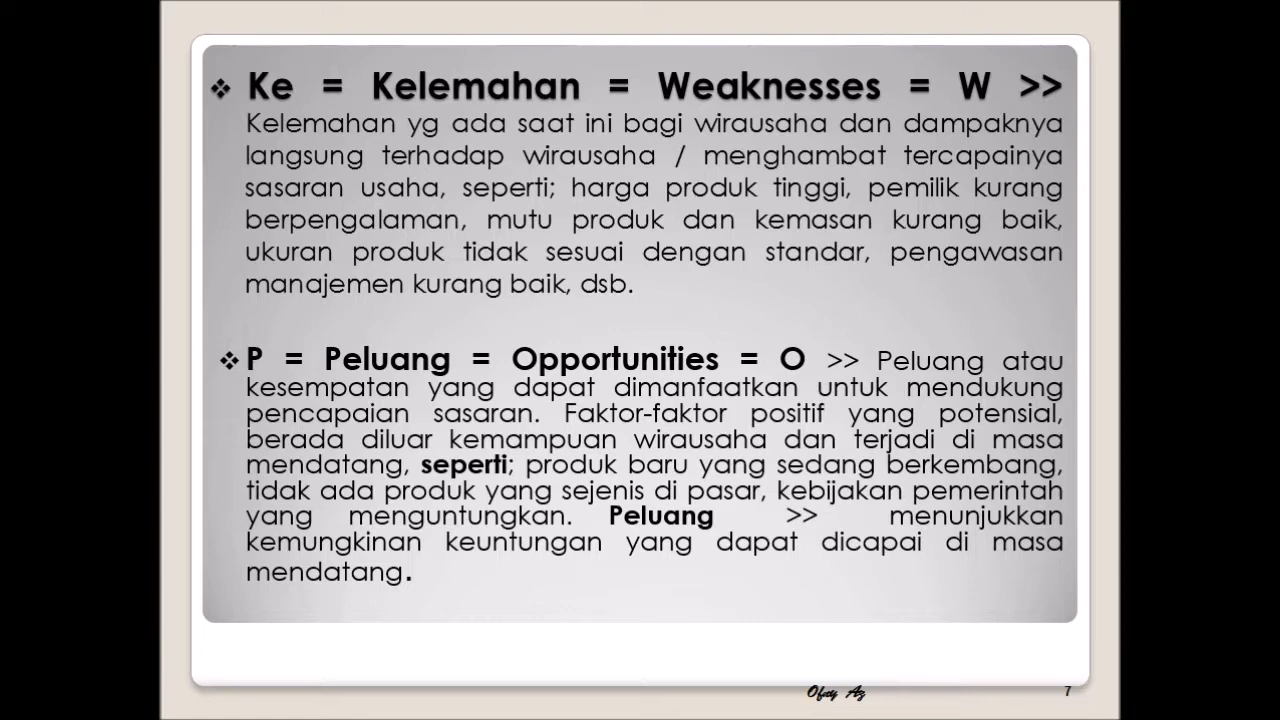 ❖ Ke = Kelemahan = Weaknesses = W >>
Kelemahan yg ada saat ini bagi wirausaha dan dampaknya
langsung terhadap wirausaha / menghambat tercapainya
sasaran usaha, seperti; harga produk tinggi, pemilik kurang
berpengalaman, mutu produk dan kemasan kurang baik,
ukuran produk tidak sesuai dengan standar, pengawasan
manajemen kurang baik, dsb.
❖ P = Peluang = Opportunities = O >> Peluang atau
kesempatan yang dapat dimanfaatkan untuk mendukung
pencapaian sasaran. Faktor-faktor positif yang potensial,
berada diluar kemampuan wirausaha dan terjadi di masa
mendatang, seperti; produk baru yang sedang berkembang,
tidak ada produk yang sejenis di pasar, kebijakan pemerintah
yang menguntungkan. Peluang >> menunjukkan
kemungkinan keuntungan yang dapat dicapai di masa
mendatang.
Az 7